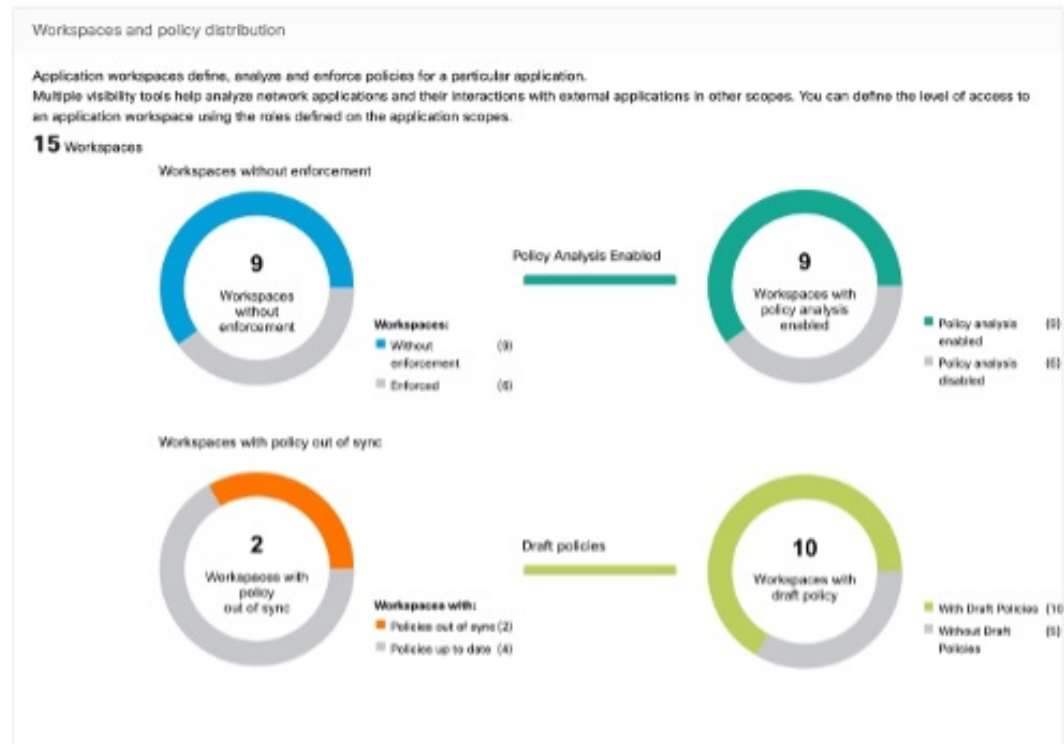 Workspaces and policy distribution
Application workspaces define, analyze and enforce policies for a particular application.
Multiple visibility tools help analyze network applications and their interactions with external applications in other scopes. You can define the level of access to
an application workspace using the roles defined on the application scopes.
15 Workspaces
Workspaces without enforcement
9
Workspaces
without
enforcement
Workspaces:
Without (9)
enforcement
Enforced (6)
Policy Analysis Enabled
9
Workspaces with
policy analysis
enabled
Policy analysis (9)
enabled
Policy analysis (6)
disabled
Workspaces with policy out of sync
2
Workspaces with
policy
out of sync
Workspaces with:
Policies out of sync (2)
Policies up to date (4)
Draft policies
10
Workspaces with
draft policy
With Draft Policies (10
Without Draft (5)
Policies